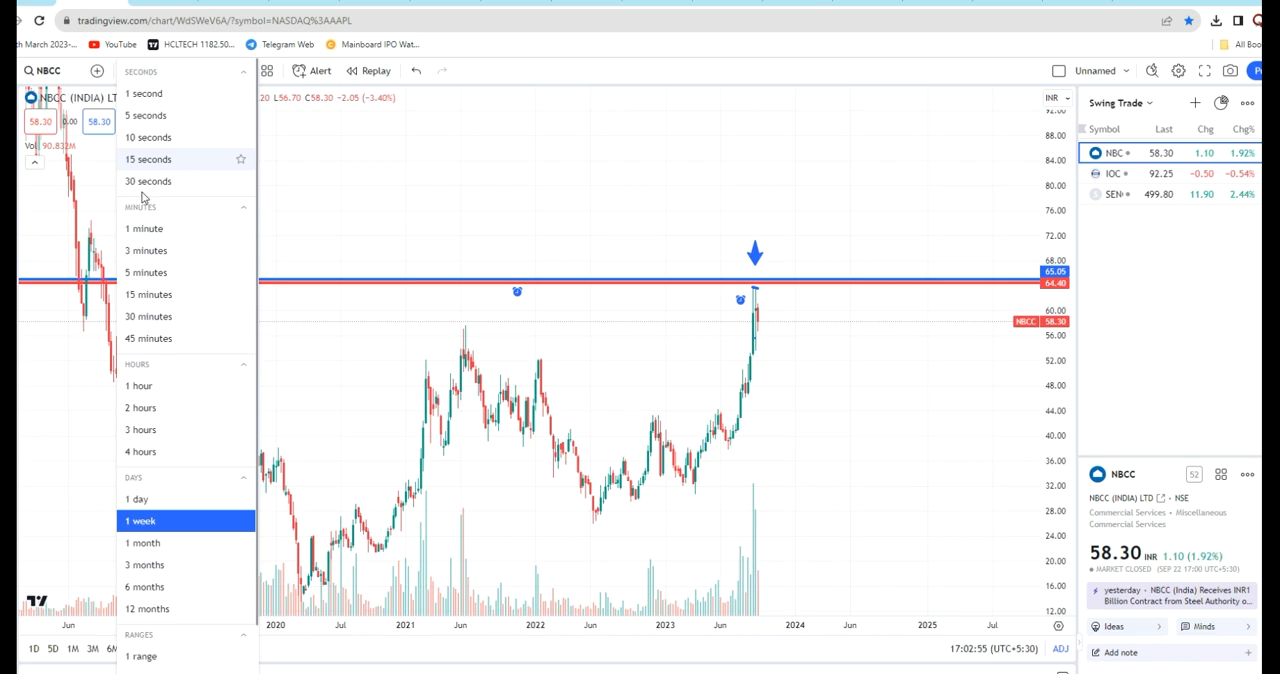 tradingview.com/chart/WdSWeV6A/?symbol=NASDAQ%3AAAPL
ch March 2023-... YouTube HCLTECH 1182.50... Telegram Web Mainboard IPO Wat... All Boo
NBCC Alert Replay Unnamed
NBCC (INDIA) LT 20 L56.70 C58.30 -2.05 (-3.40%) INR
58.30 0.00 58.30
Vol 90.832M
SECONDS
1 second
5 seconds
10 seconds
15 seconds
30 seconds
MINUTES
1 minute
3 minutes
5 minutes
15 minutes
30 minutes
45 minutes
HOURS
1 hour
2 hours
3 hours
4 hours
DAYS
1 day
1 week
1 month
3 months
6 months
12 months
RANGES
1 range
92.00
88.00
84.00
80.00
76.00
72.00
68.00
65.05
64.40
60.00
NBCC 58.30
56.00
52.00
48.00
44.00
40.00
36.00
32.00
28.00
24.00
20.00
16.00
12.00
Jun 2020 Jul 2021 Jun 2022 Jun 2023 Jun 2024 Jun 2025 Jul
1D 5D 1M 3M 6M 17:02:55 (UTC+5:30) ADJ
Swing Trade
Symbol Last Chg Chg%
NBC 58.30 1.10 1.92%
IOC 92.25 -0.50 -0.54%
SEN 499.80 11.90 2.44%
NBCC 52
NBCC (INDIA) LTD • NSE
Commercial Services • Miscellaneous
Commercial Services
58.30 INR 1.10 (1.92%)
MARKET CLOSED (SEP 22 17:00 UTC+5:30)
yesterday • NBCC (India) Receives INR1
Billion Contract from Steel Authority o...
Ideas Minds
Add note